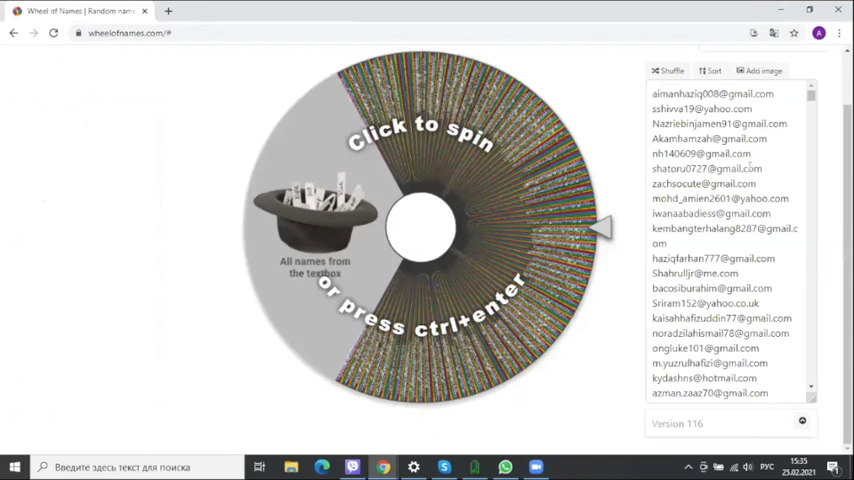 Wheel of Names | Random name
wheelofnames.com/#
A
Shuffle
Sort
Add image
Click to spin
All names from
the textbox
or press ctrl+enter
aimanhaziq008@gmail.com
sshivva19@yahoo.com
Nazriebinjamen91@gmail.com
Akamhamzah@gmail.com
nh140609@gmail.com
shatoru0727@gmail.com
zachsocute@gmail.com
mohd_amien2601@yahoo.com
iwanaabadiess@gmail.com
kembangterhalang8287@gmail.c
om
haziqfarhan777@gmail.com
Shahrulljr@me.com
bacosiburahim@gmail.com
Sriram152@yahoo.co.uk
kaisahhafizuddin77@gmail.com
noradzilahismail78@gmail.com
ongluke101@gmail.com
m.yuzrulhafizi@gmail.com
kydashns@hotmail.com
azman.zaaz70@gmail.com
Version 116
Введите здесь текст для поиска
РУС
15:35
25.02.2021